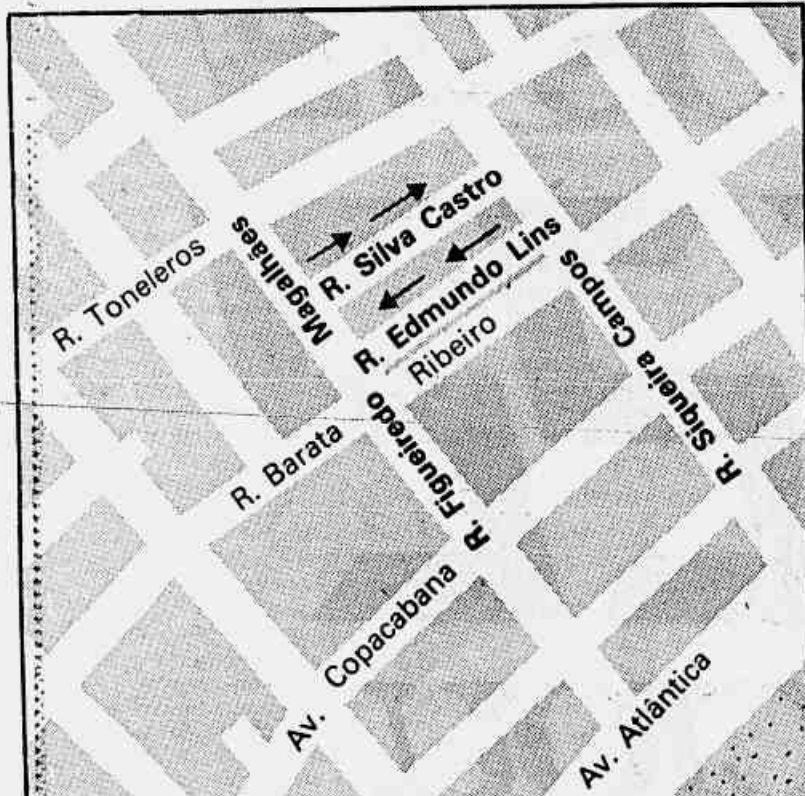 R. Silva Castro
R. Edmundo Lins
R. Toneleros
R. Figueiredo Magalhães
R. Barata Ribeiro
R. Siqueira Campos
Av. Copacabana
Av. Atlântica